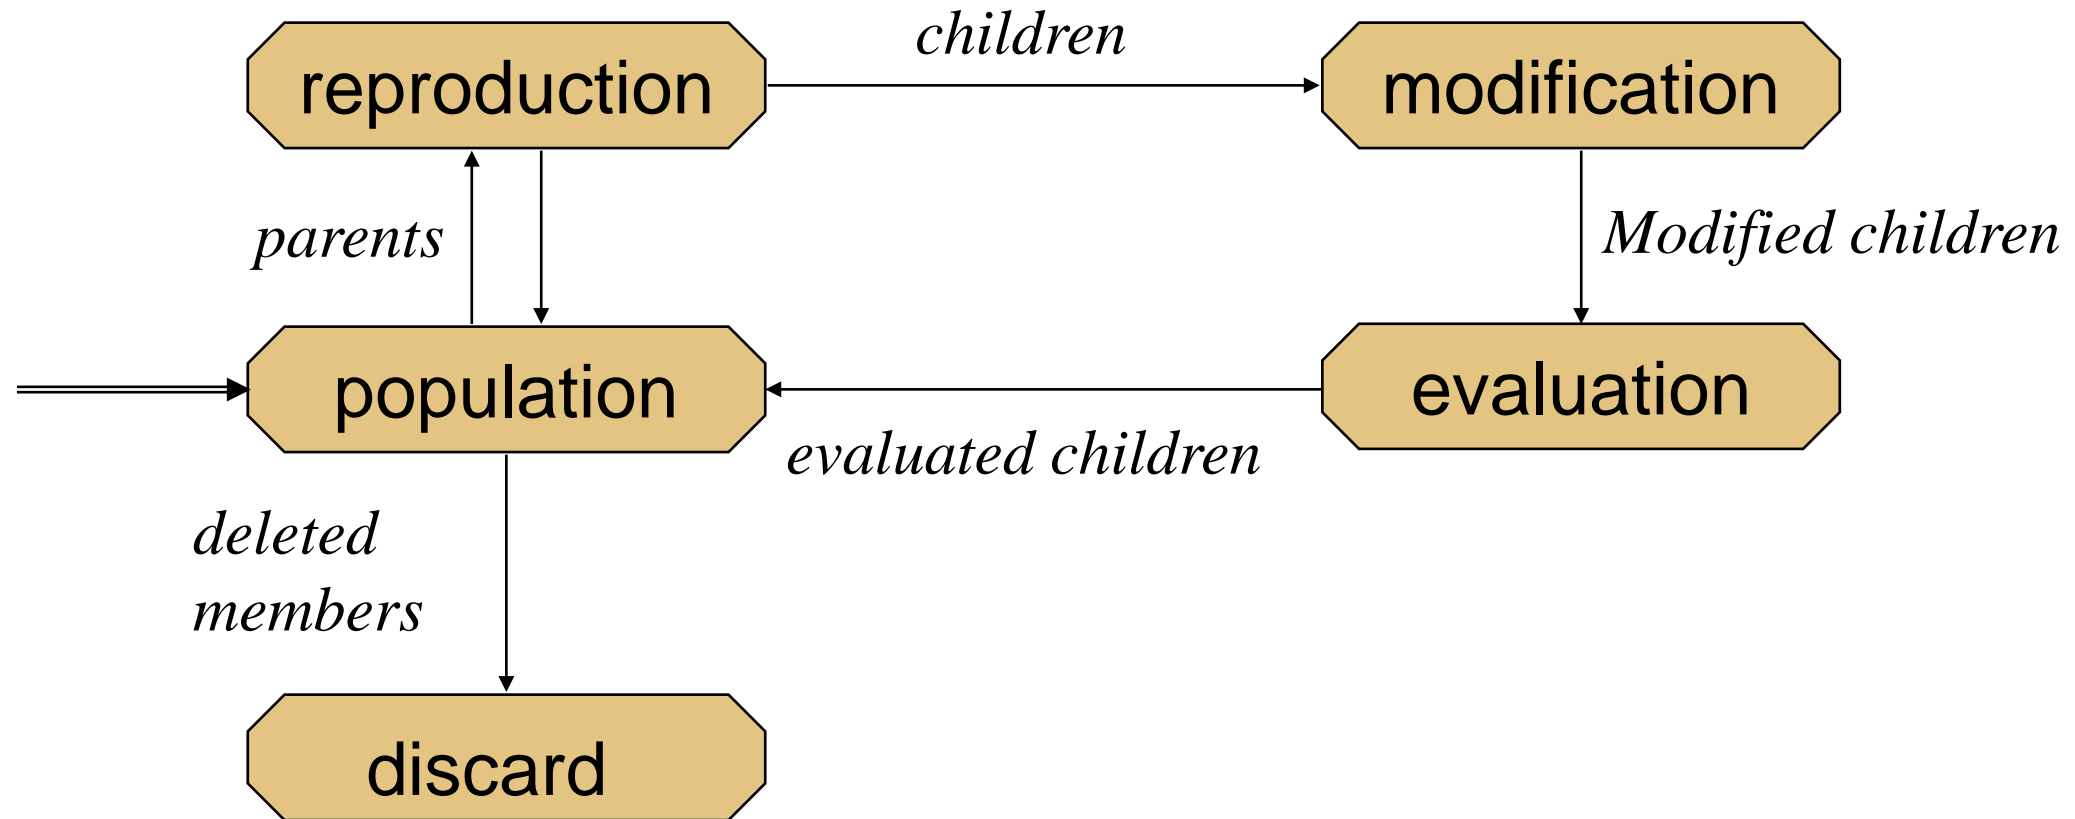 children
reproduction
modification
parents
Modified children
population
evaluation
evaluated children
deleted
members
discard